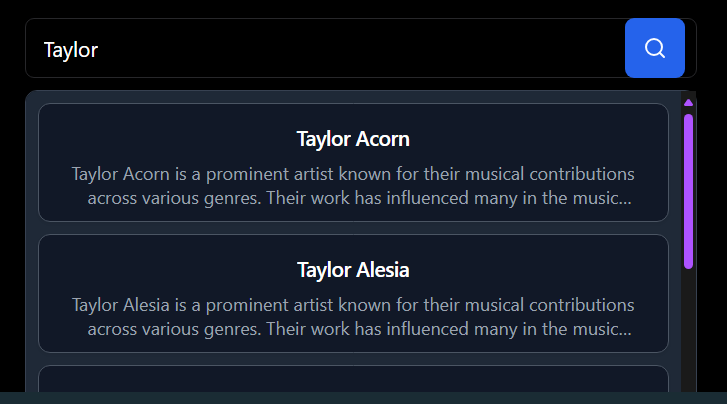 Taylor
Taylor Acorn
Taylor Acorn is a prominent artist known for their musical contributions
across various genres. Their work has influenced many in the music...
Taylor Alesia
Taylor Alesia is a prominent artist known for their musical contributions
across various genres. Their work has influenced many in the music...